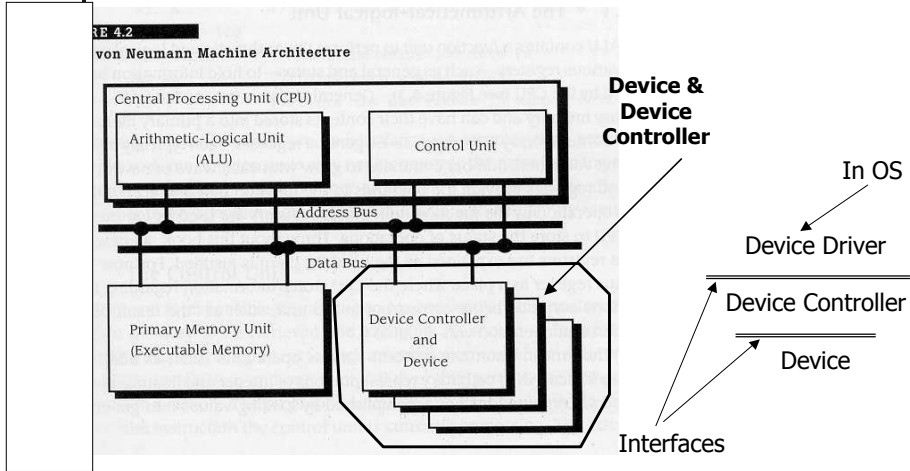 RE 4.2
von Neumann Machine Architecture
Central Processing Unit (CPU)
Arithmetic-Logical Unit
(ALU)
Control Unit
Address Bus
Data Bus
Primary Memory Unit
(Executable Memory)
Device Controller
and
Device
Device &
Device
Controller
In OS
Device Driver
Device Controller
Device
Interfaces